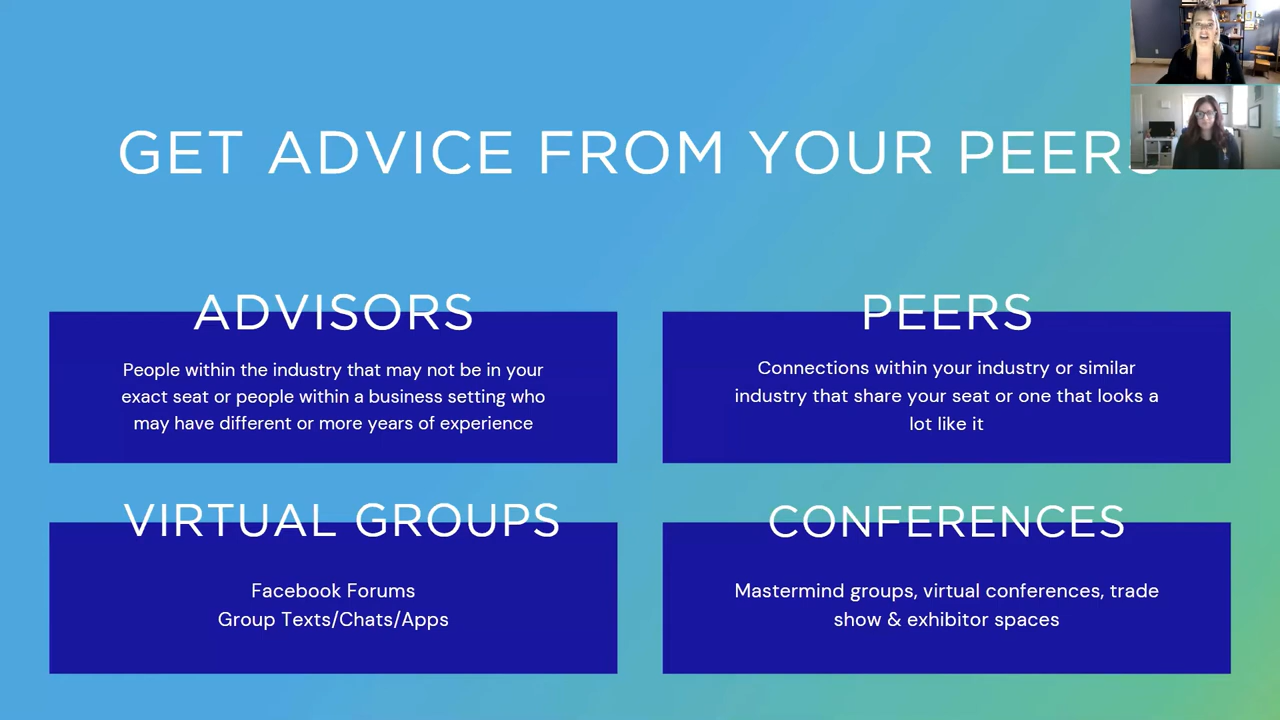 GET ADVICE FROM YOUR PEERS
ADVISORS
People within the industry that may not be in your
exact seat or people within a business setting who
may have different or more years of experience
PEERS
Connections within your industry or similar
industry that share your seat or one that looks a
lot like it
VIRTUAL GROUPS
Facebook Forums
Group Texts/Chats/Apps
CONFERENCES
Mastermind groups, virtual conferences, trade
show & exhibitor spaces